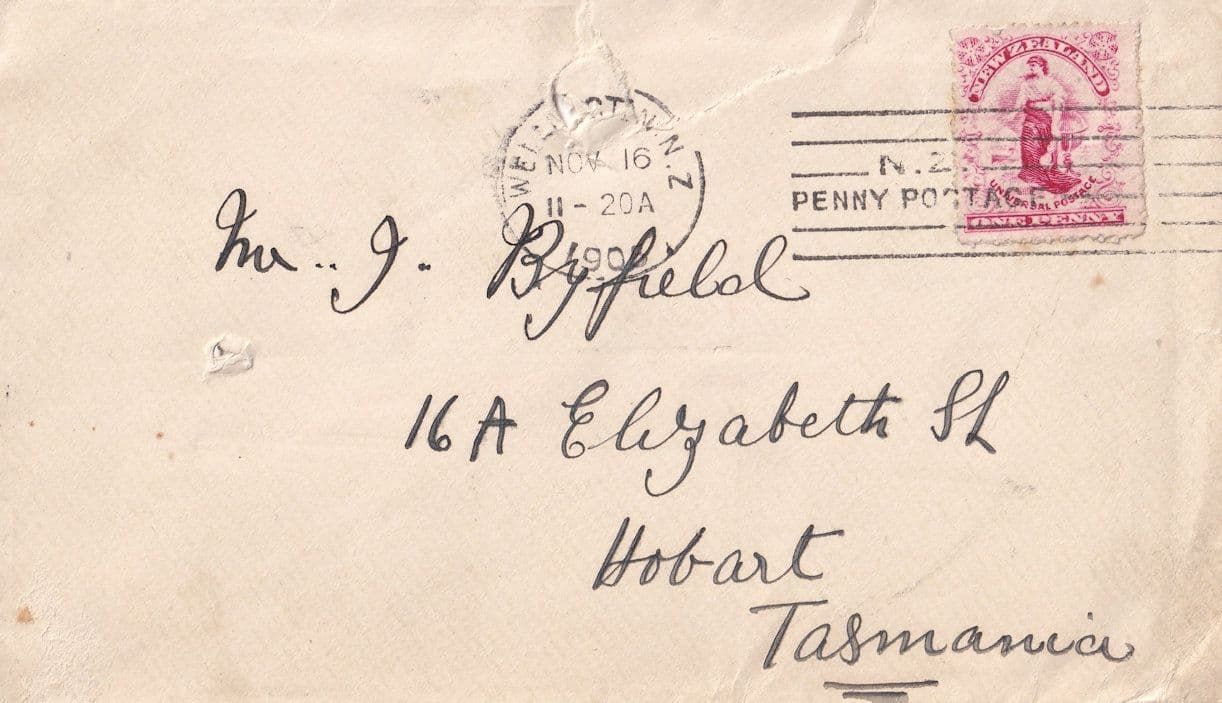 WELLINGTON. N. Z
NOV 16
11 - 20A
N.Z
PENNY POSTAGE
NEW ZEALAND
UNIVERSAL POSTAGE
ONE PENNY
Mr.. J. Byfield
16A Elizabeth St
Hobart
Tasmania